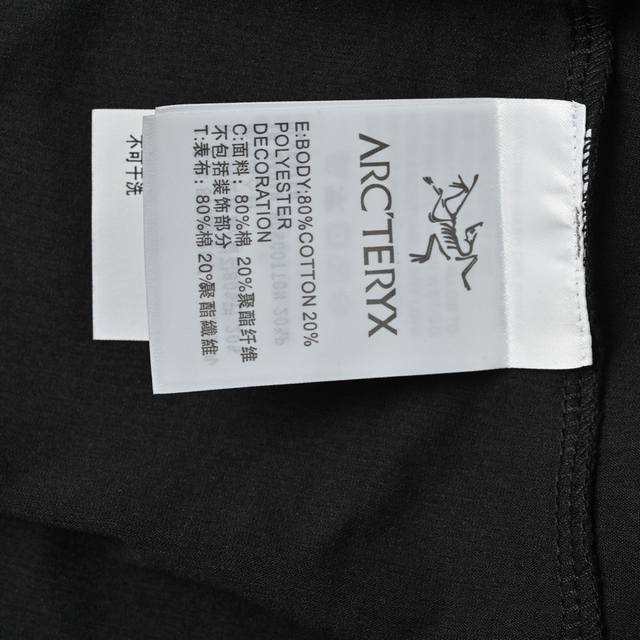 ARC'TERYX
E:BODY:80%COTTON 20%
POLYESTER
DECORATION
C:面料：80%棉 20%聚酯纤维
不包括装饰部分
T:表布：80%綿 20%聚酯纖維
不可干洗